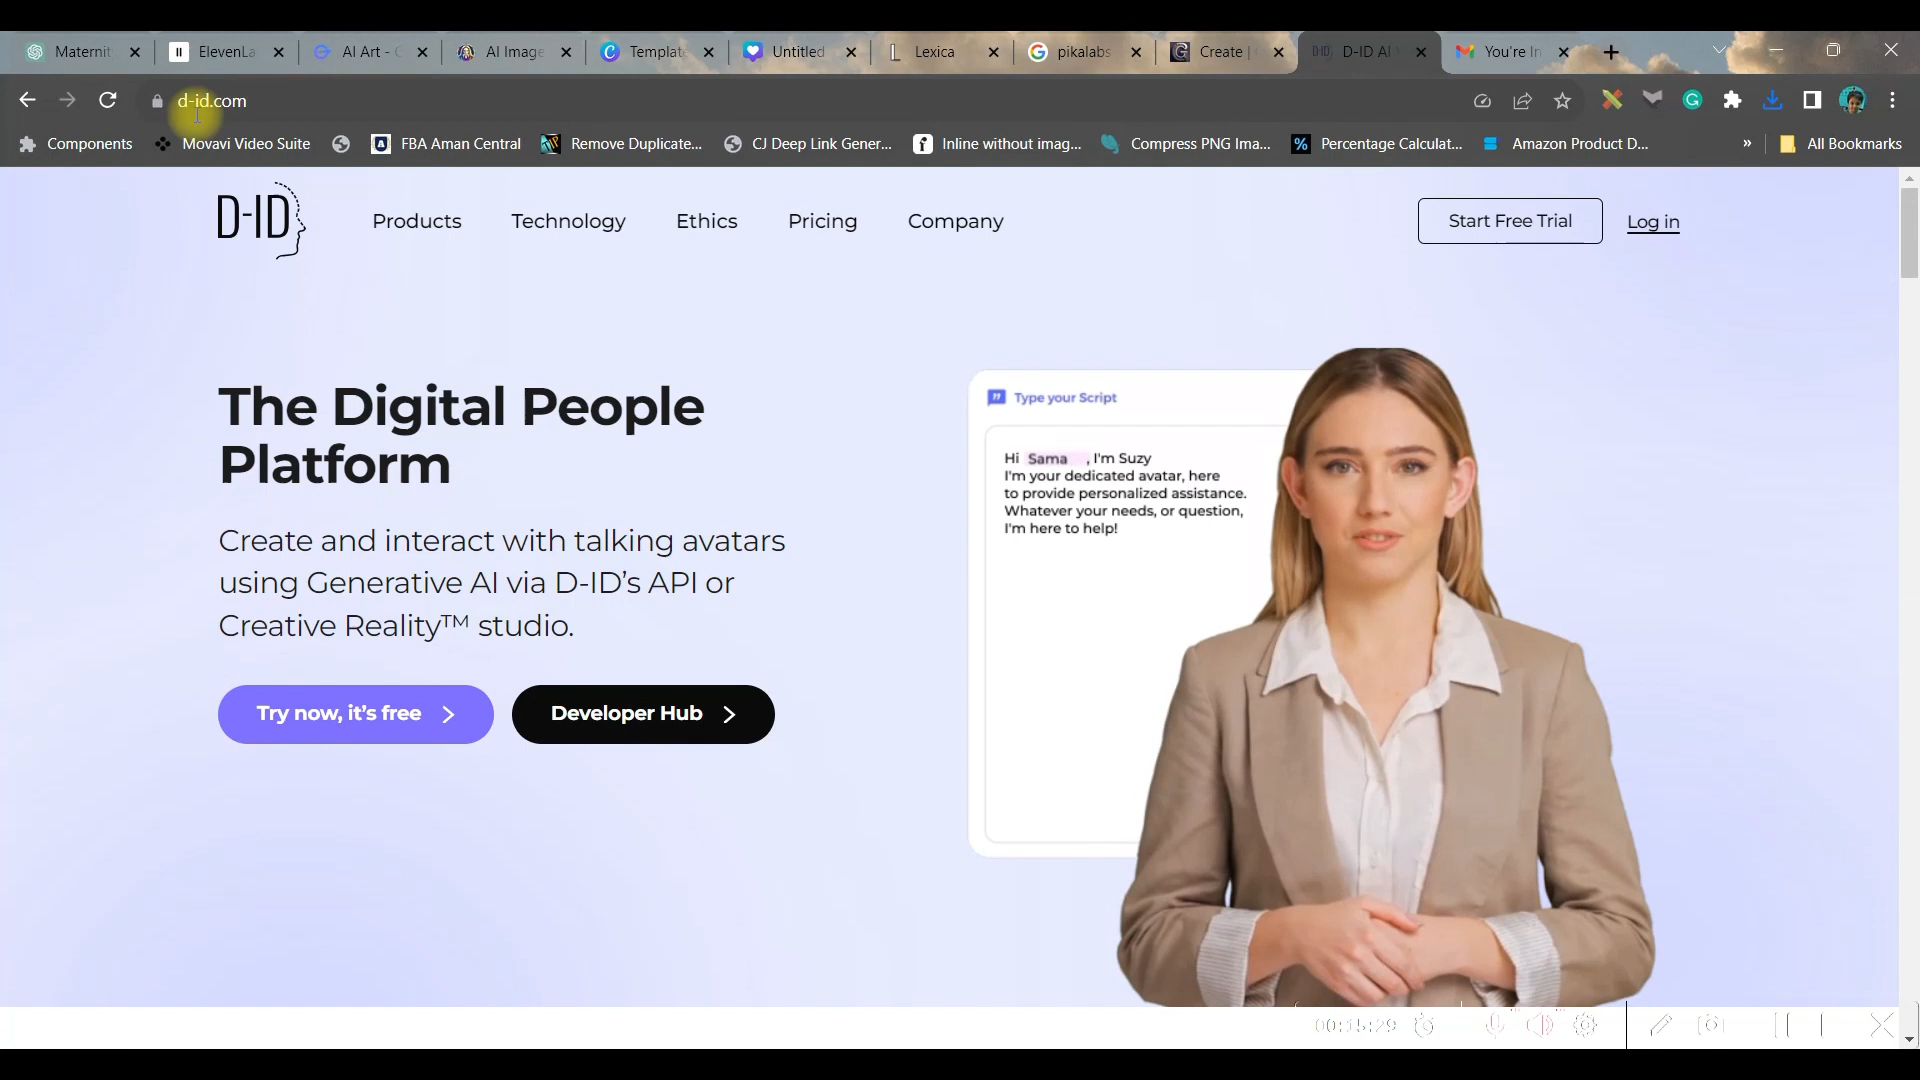 Maternit
ElevenLa
AI Art - C
AI Image
Template
Untitled
Lexica
pikalabs
Create |
D-ID AI
You're In
d-id.com
Components
Movavi Video Suite
FBA Aman Central
Remove Duplicate...
CJ Deep Link Gener...
Inline without imag...
Compress PNG Ima...
Percentage Calculat...
Amazon Product D...
»
All Bookmarks
D-ID
Products
Technology
Ethics
Pricing
Company
Start Free Trial
Log in
The Digital People
Platform
Create and interact with talking avatars
using Generative AI via D-ID's API or
Creative Reality™ studio.
Try now, it's free
Developer Hub
Type your Script
Hi Sama , I'm Suzy
I'm your dedicated avatar, here
to provide personalized assistance.
Whatever your needs, or question,
I'm here to help!
00:15:29